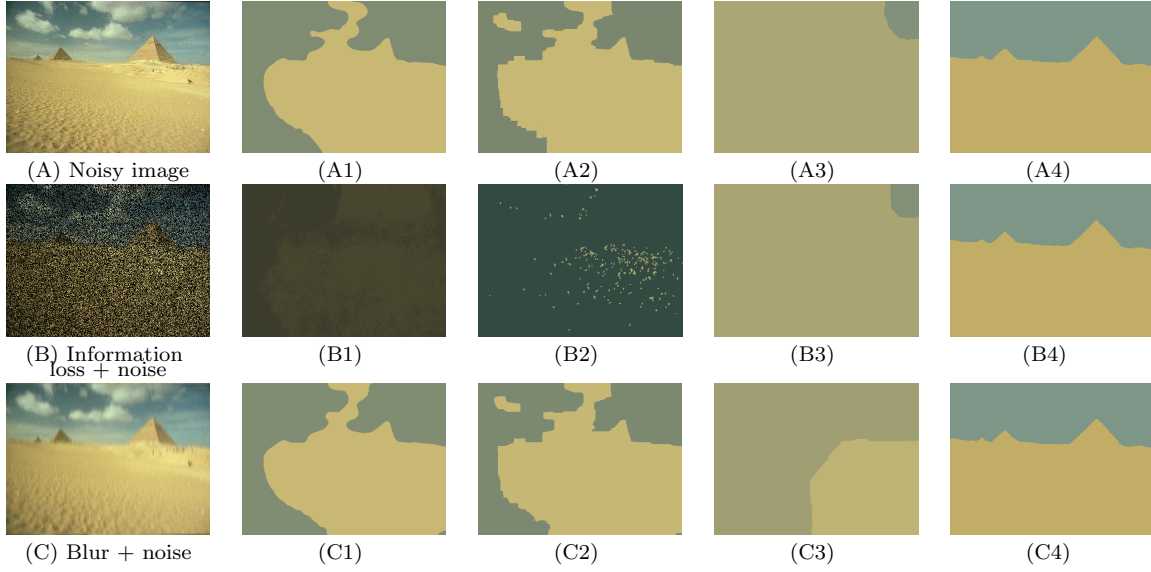 (A) Noisy image
(A1)
(A2)
(A3)
(A4)
(B) Information
loss + noise
(B1)
(B2)
(B3)
(B4)
(C) Blur + noise
(C1)
(C2)
(C3)
(C4)